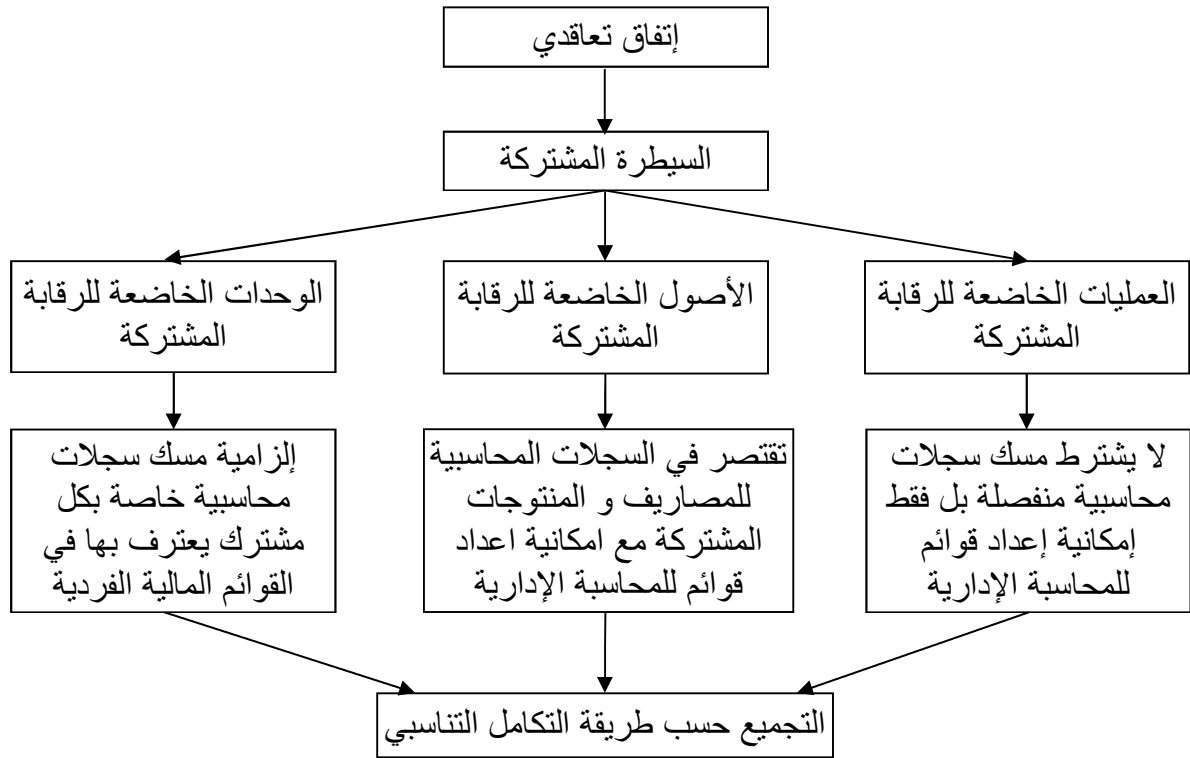 إتفاق تعاقدي
السيطرة المشتركة
العمليات الخاضعة للرقابة
المشتركة
الأصول الخاضعة للرقابة
المشتركة
الوحدات الخاضعة للرقابة
المشتركة
لا يشترط مسك سجلات
محاسبية منفصلة بل فقط
إمكانية إعداد قوائم
للمحاسبة الإدارية
تقتصر في السجلات المحاسبية
للمصاريف و المنتوجات
المشتركة مع امكانية اعداد
قوائم للمحاسبة الإدارية
إلزامية مسك سجلات
محاسبية خاصة بكل
مشترك يعترف بها في
القوائم المالية الفردية
التجميع حسب طريقة التكامل التناسبي